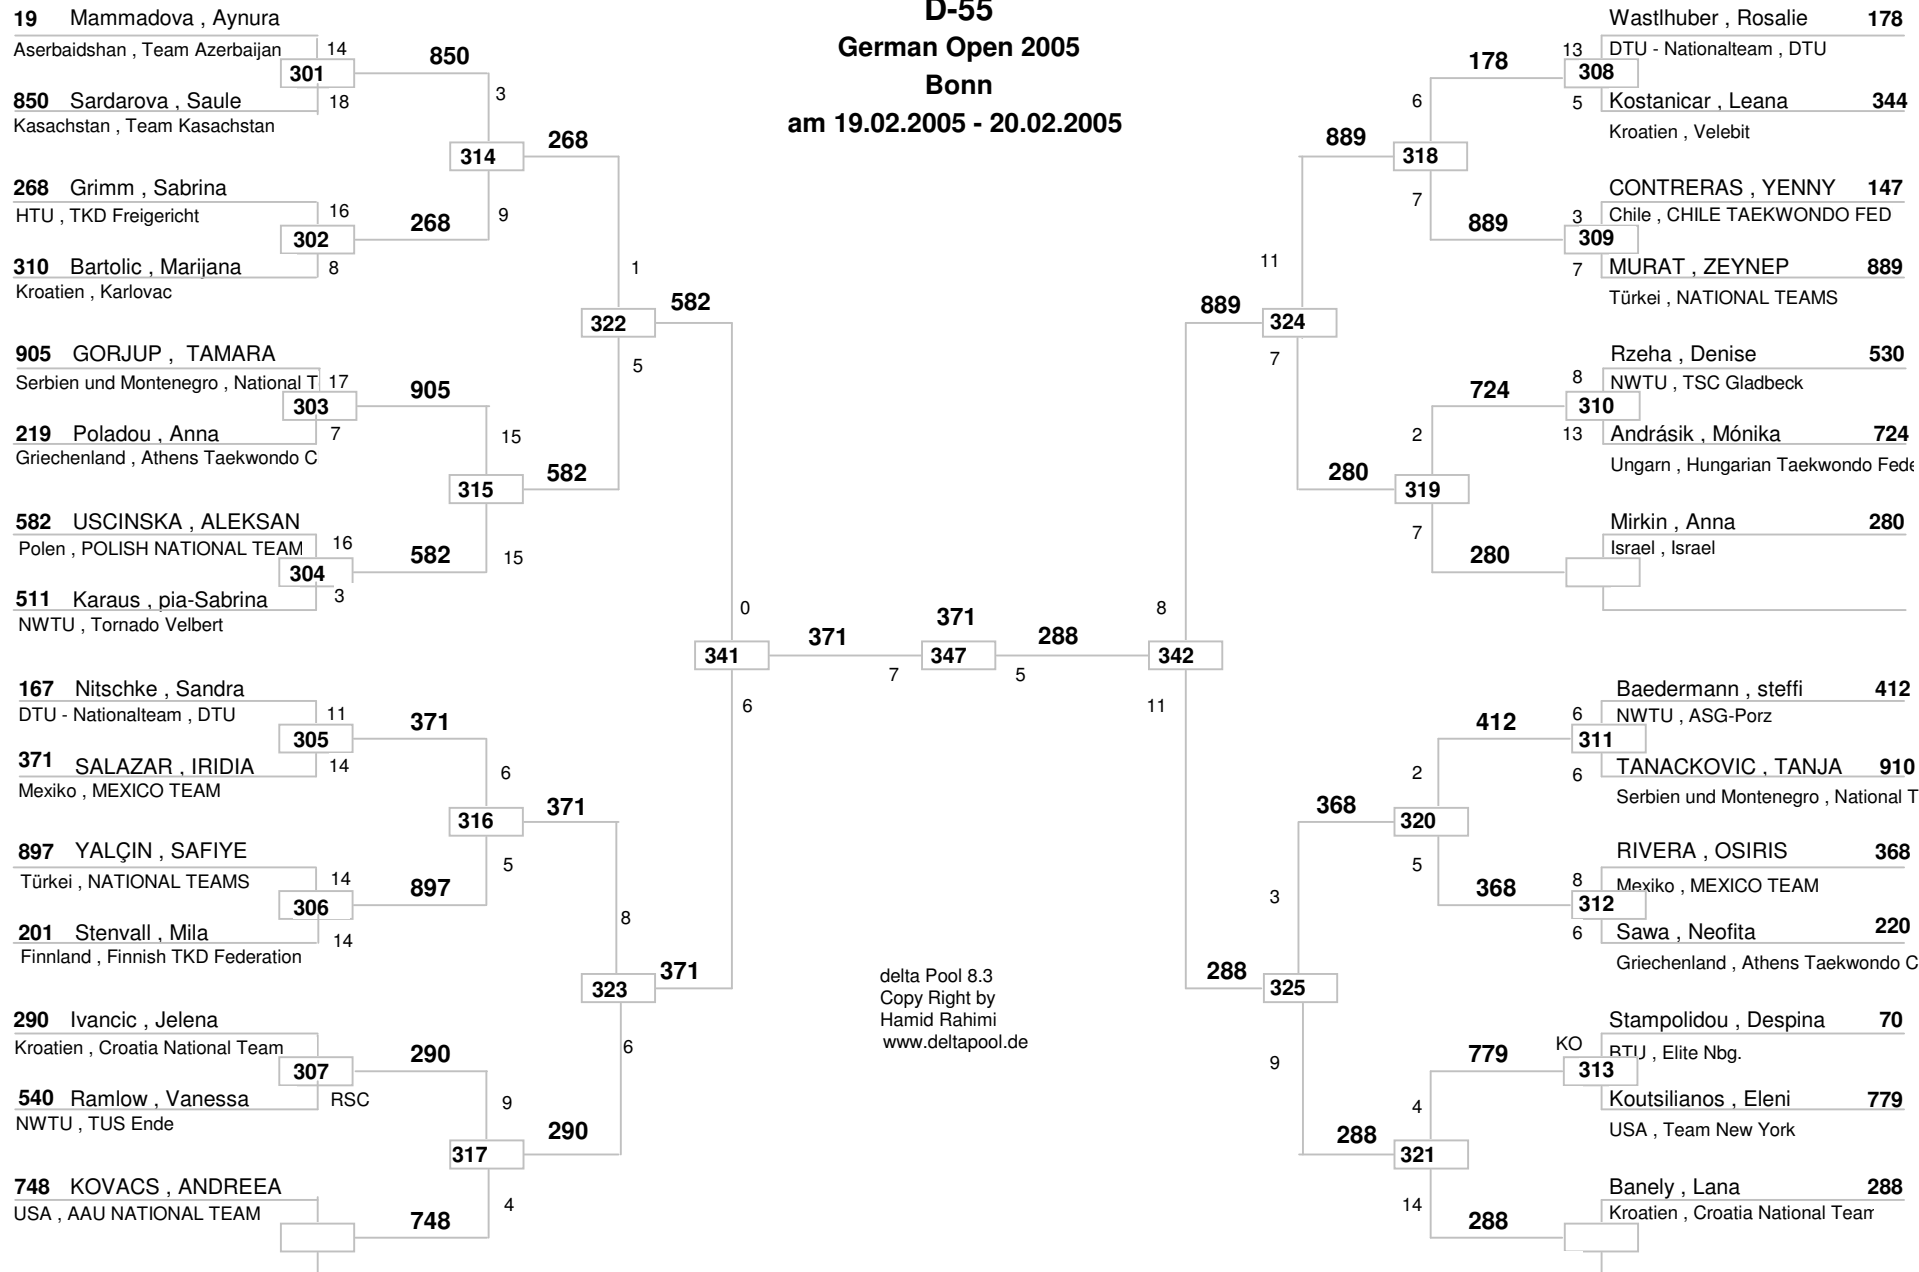 D-55
German Open 2005
Bonn
am 19.02.2005 - 20.02.2005
19 Mammadova , Aynura
Aserbaidshan , Team Azerbaijan
14
301
850
18
850 Sardarova , Saule
Kasachstan , Team Kasachstan
3
314
268
268 Grimm , Sabrina
HTU , TKD Freigericht
16
302
268
9
310 Bartolic , Marijana
8
Kroatien , Karlovac
1
322
582
5
905 GORJUP , TAMARA
Serbien und Montenegro , National T
17
303
905
219 Poladou , Anna
7
Griechenland , Athens Taekwondo C
15
315
582
582 USCINSKA , ALEKSAN
Polen , POLISH NATIONAL TEAM
16
304
582
15
511 Karaus , pia-Sabrina
3
NWTU , Tornado Velbert
0
341
371
6
167 Nitschke , Sandra
DTU - Nationalteam , DTU
11
305
371
371 SALAZAR , IRIDIA
14
Mexiko , MEXICO TEAM
6
316
371
5
897 YALÇIN , SAFIYE
Türkei , NATIONAL TEAMS
14
306
897
201 Stenvall , Mila
14
Finnland , Finnish TKD Federation
8
323
371
6
290 Ivancic , Jelena
Kroatien , Croatia National Team
307
290
540 Ramlow , Vanessa
RSC
NWTU , TUS Ende
9
317
290
4
748 KOVACS , ANDREEA
USA , AAU NATIONAL TEAM
748
371
7
347
5
288
delta Pool 8.3
Copy Right by
Hamid Rahimi
www.deltapool.de
Wastlhuber , Rosalie 178
13
DTU - Nationalteam , DTU
178
308
5
Kostanicar , Leana 344
Kroatien , Velebit
6
889
318
7
CONTRERAS , YENNY 147
3
Chile , CHILE TAEKWONDO FED
889
309
7
MURAT , ZEYNEP 889
Türkei , NATIONAL TEAMS
11
889
324
7
Rzeha , Denise 530
8
NWTU , TSC Gladbeck
724
310
13
Andrásik , Mónika 724
Ungarn , Hungarian Taekwondo Fede
2
280
319
7
Mirkin , Anna 280
Israel , Israel
280
8
342
11
Baedermann , steffi 412
6
NWTU , ASG-Porz
412
311
6
TANACKOVIC , TANJA 910
Serbien und Montenegro , National T
2
368
320
5
RIVERA , OSIRIS 368
8
Mexiko , MEXICO TEAM
368
312
6
Sawa , Neofita 220
Griechenland , Athens Taekwondo C
3
288
325
9
Stampolidou , Despina 70
KO
BTU , Elite Nbg.
779
313
Koutsilianos , Eleni 779
USA , Team New York
4
288
321
14
Banely , Lana 288
Kroatien , Croatia National Team
288